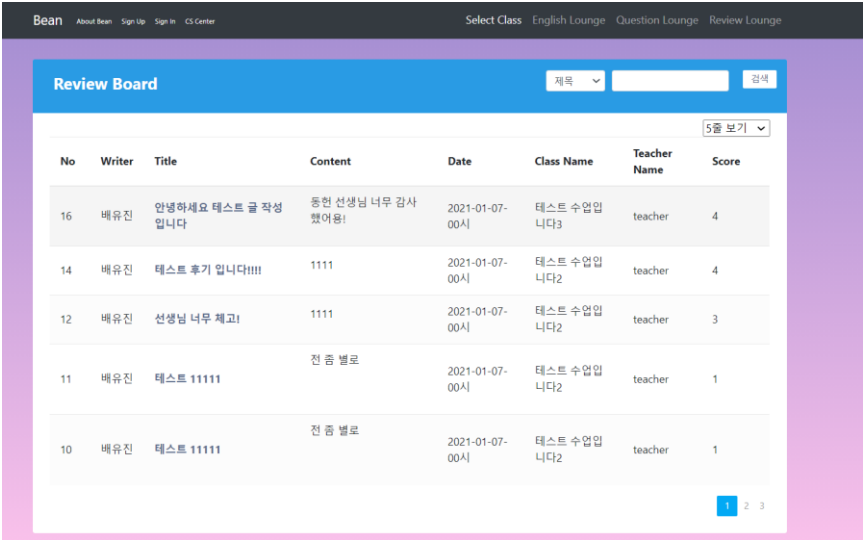 Bean About Bean Sign Up Sign In CS Center Select Class English Lounge Question Lounge Review Lounge
Review Board 제목 검색
5줄 보기
No Writer Title Content Date Class Name Teacher Name Score
16 배유진 안녕하세요 테스트 글 작성 입니다 동헌 선생님 너무 감사 했어용! 2021-01-07-00시 테스트 수업입니다3 teacher 4
14 배유진 테스트 후기 입니다!!!! 1111 2021-01-07-00시 테스트 수업입니다2 teacher 4
12 배유진 선생님 너무 체고! 1111 2021-01-07-00시 테스트 수업입니다2 teacher 3
11 배유진 테스트 11111 전 좀 별로 2021-01-07-00시 테스트 수업입니다2 teacher 1
10 배유진 테스트 11111 전 좀 별로 2021-01-07-00시 테스트 수업입니다2 teacher 1
1 2 3